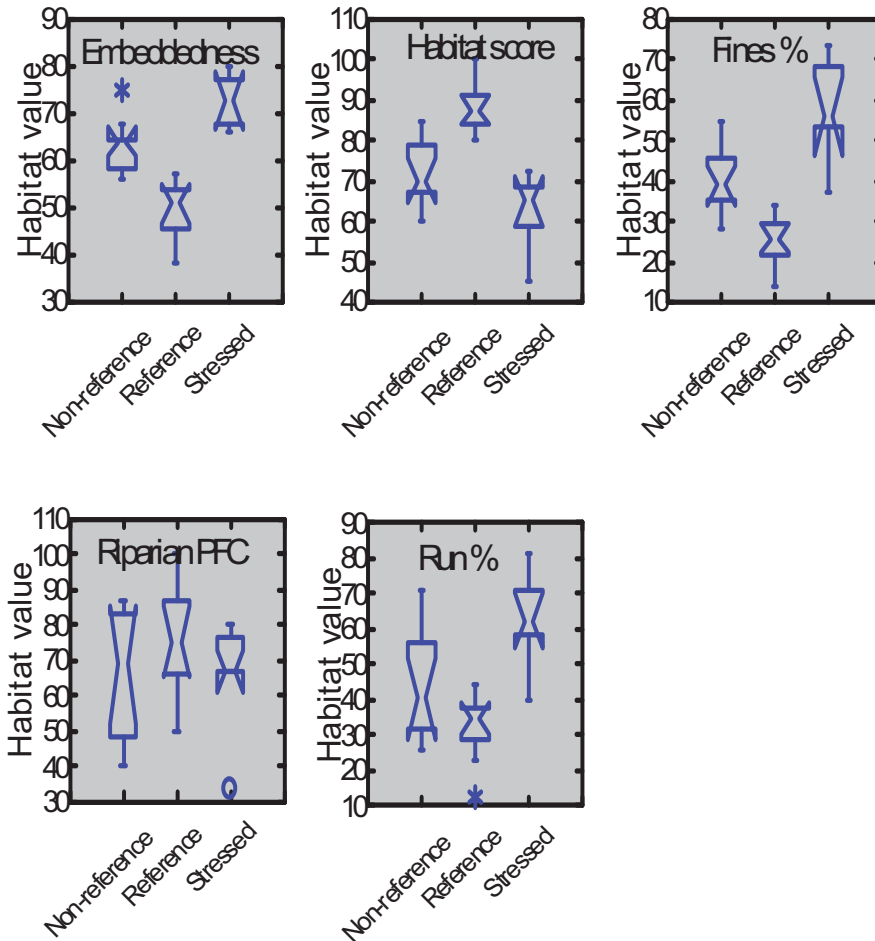 Embeddedness
Habitat value
90
80
70
60
50
40
30
Non-reference
Reference
Stressed
Habitat score
Habitat value
110
100
90
80
70
60
50
40
Non-reference
Reference
Stressed
Fines %
Habitat value
80
70
60
50
40
30
20
10
Non-reference
Reference
Stressed
Riparian PFC
Habitat value
110
100
90
80
70
60
50
40
30
Non-reference
Reference
Stressed
Run %
Habitat value
90
80
70
60
50
40
30
20
10
Non-reference
Reference
Stressed